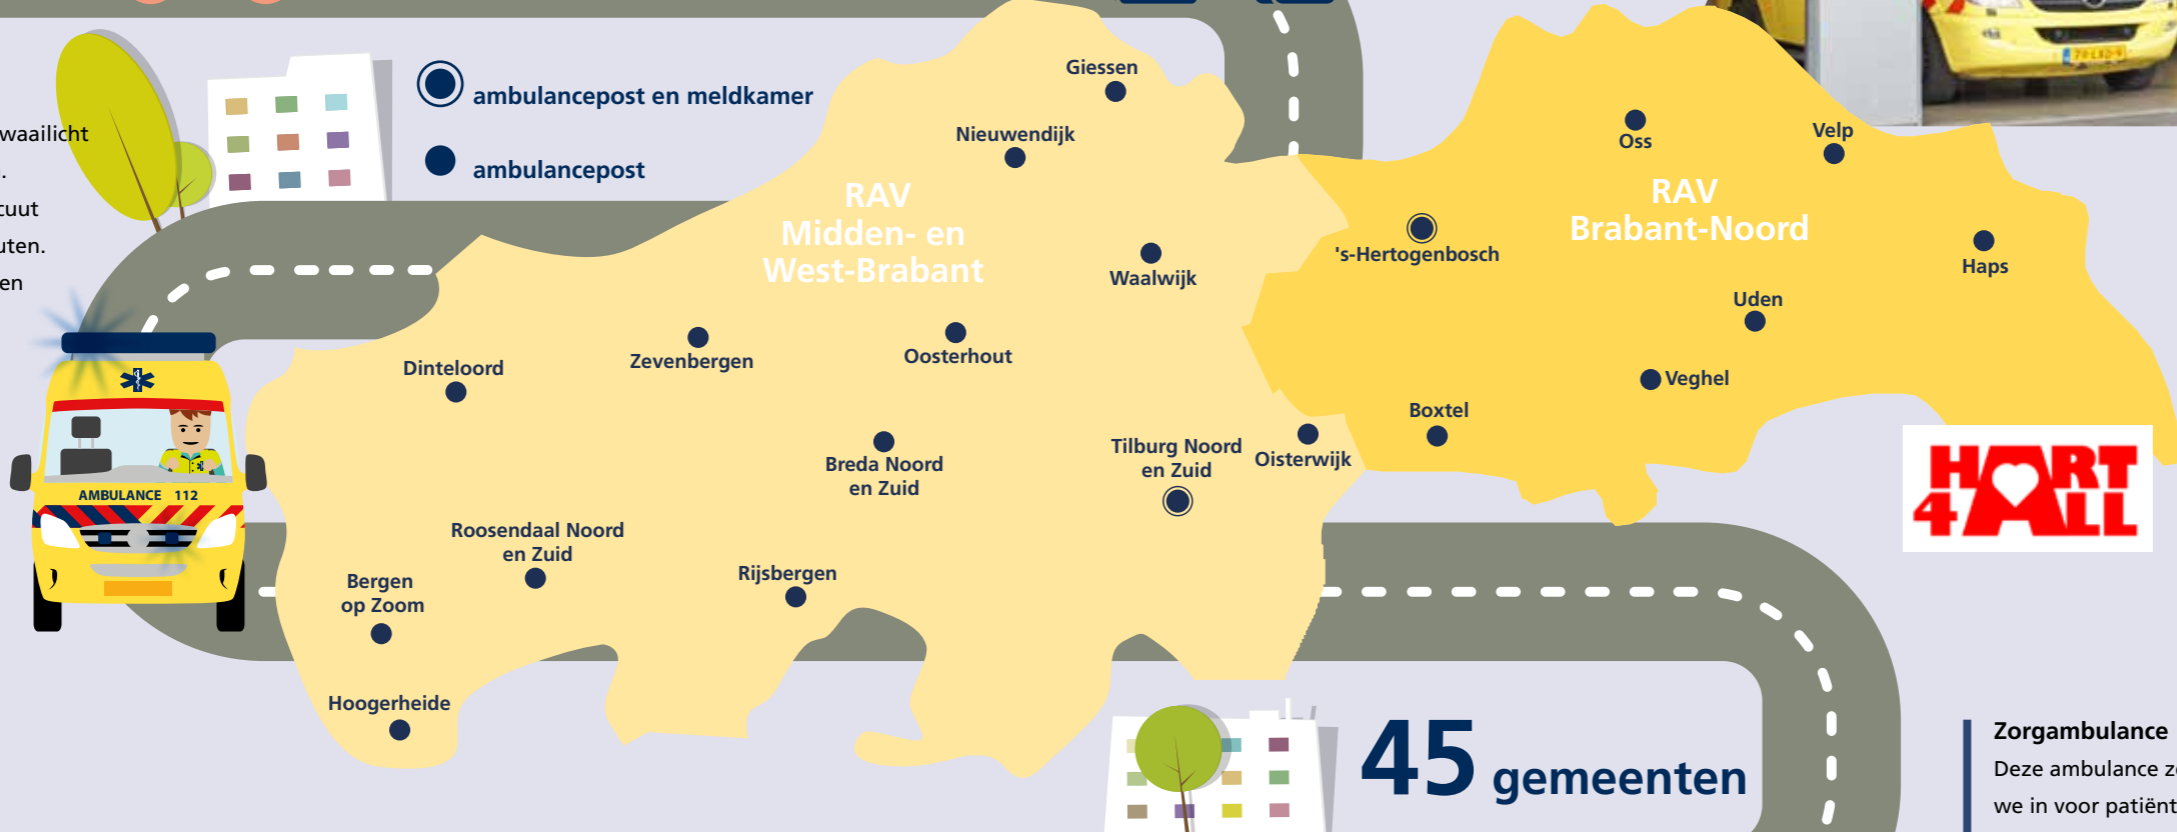 waailicht
cuut
uten.
en
ambulancepost en meldkamer
ambulancepost
Giessen
Nieuwendijk
RAV
Midden- en
West-Brabant
Waalwijk
Dinteloord
Zevenbergen
Oosterhout
Breda Noord
en Zuid
Tilburg Noord
en Zuid
Oisterwijk
Roosendaal Noord
en Zuid
Bergen
op Zoom
Rijsbergen
Hoogerheide
Oss
Velp
RAV
Brabant-Noord
's-Hertogenbosch
Haps
Uden
Veghel
Boxtel
AMBULANCE 112
HART
4 ALL
45 gemeenten
Zorgambulance
Deze ambulance z
we in voor patiënt